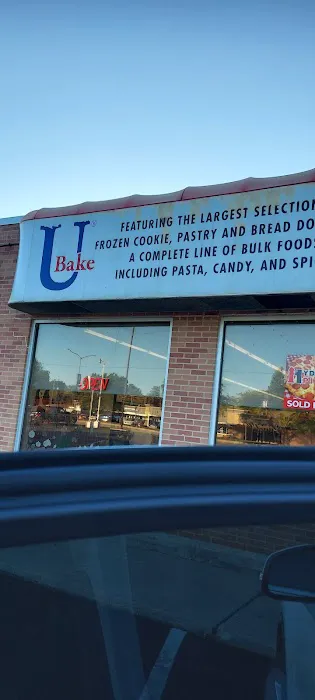 U
Bake
FEATURING THE LARGEST SELECTION
FROZEN COOKIE, PASTRY AND BREAD DO
A COMPLETE LINE OF BULK FOODS
INCLUDING PASTA, CANDY, AND SPI
SOLD